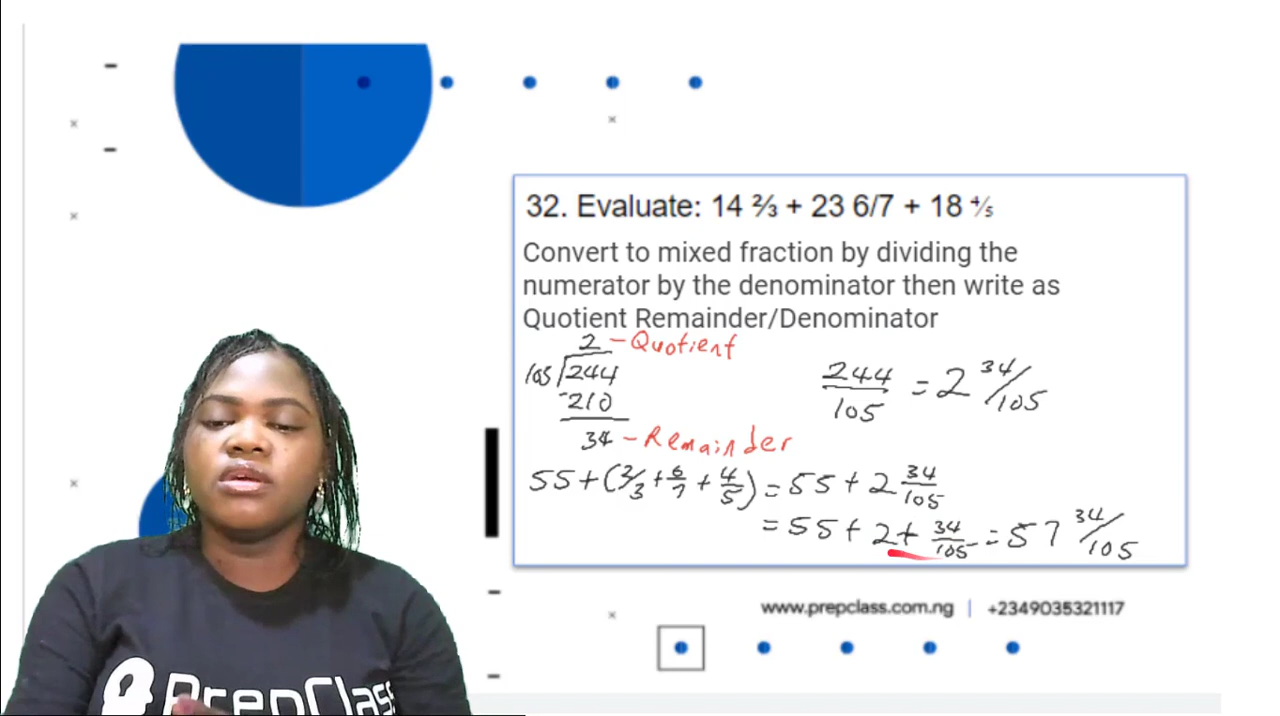 32. Evaluate: 14 ⅔ + 23 6/7 + 18 ⅘
Convert to mixed fraction by dividing the
numerator by the denominator then write as
Quotient Remainder/Denominator
2 - Quotient
105 244
-210
34 - Remainder
244/105 = 2 34/105
55 + (2/3 + 6/7 + 4/5) = 55 + 2 34/105
= 55 + 2 + 34/105 = 57 34/105
www.prepclass.com.ng | +2349035321117
PrepClass